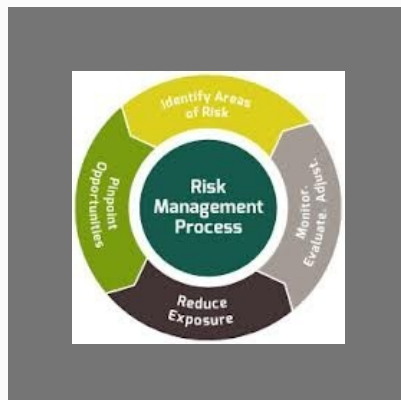 Identify Areas
of Risk
Pinpoint
Opportunities
Risk
Management
Process
Monitor.
Evaluate. Adjust.
Reduce
Exposure